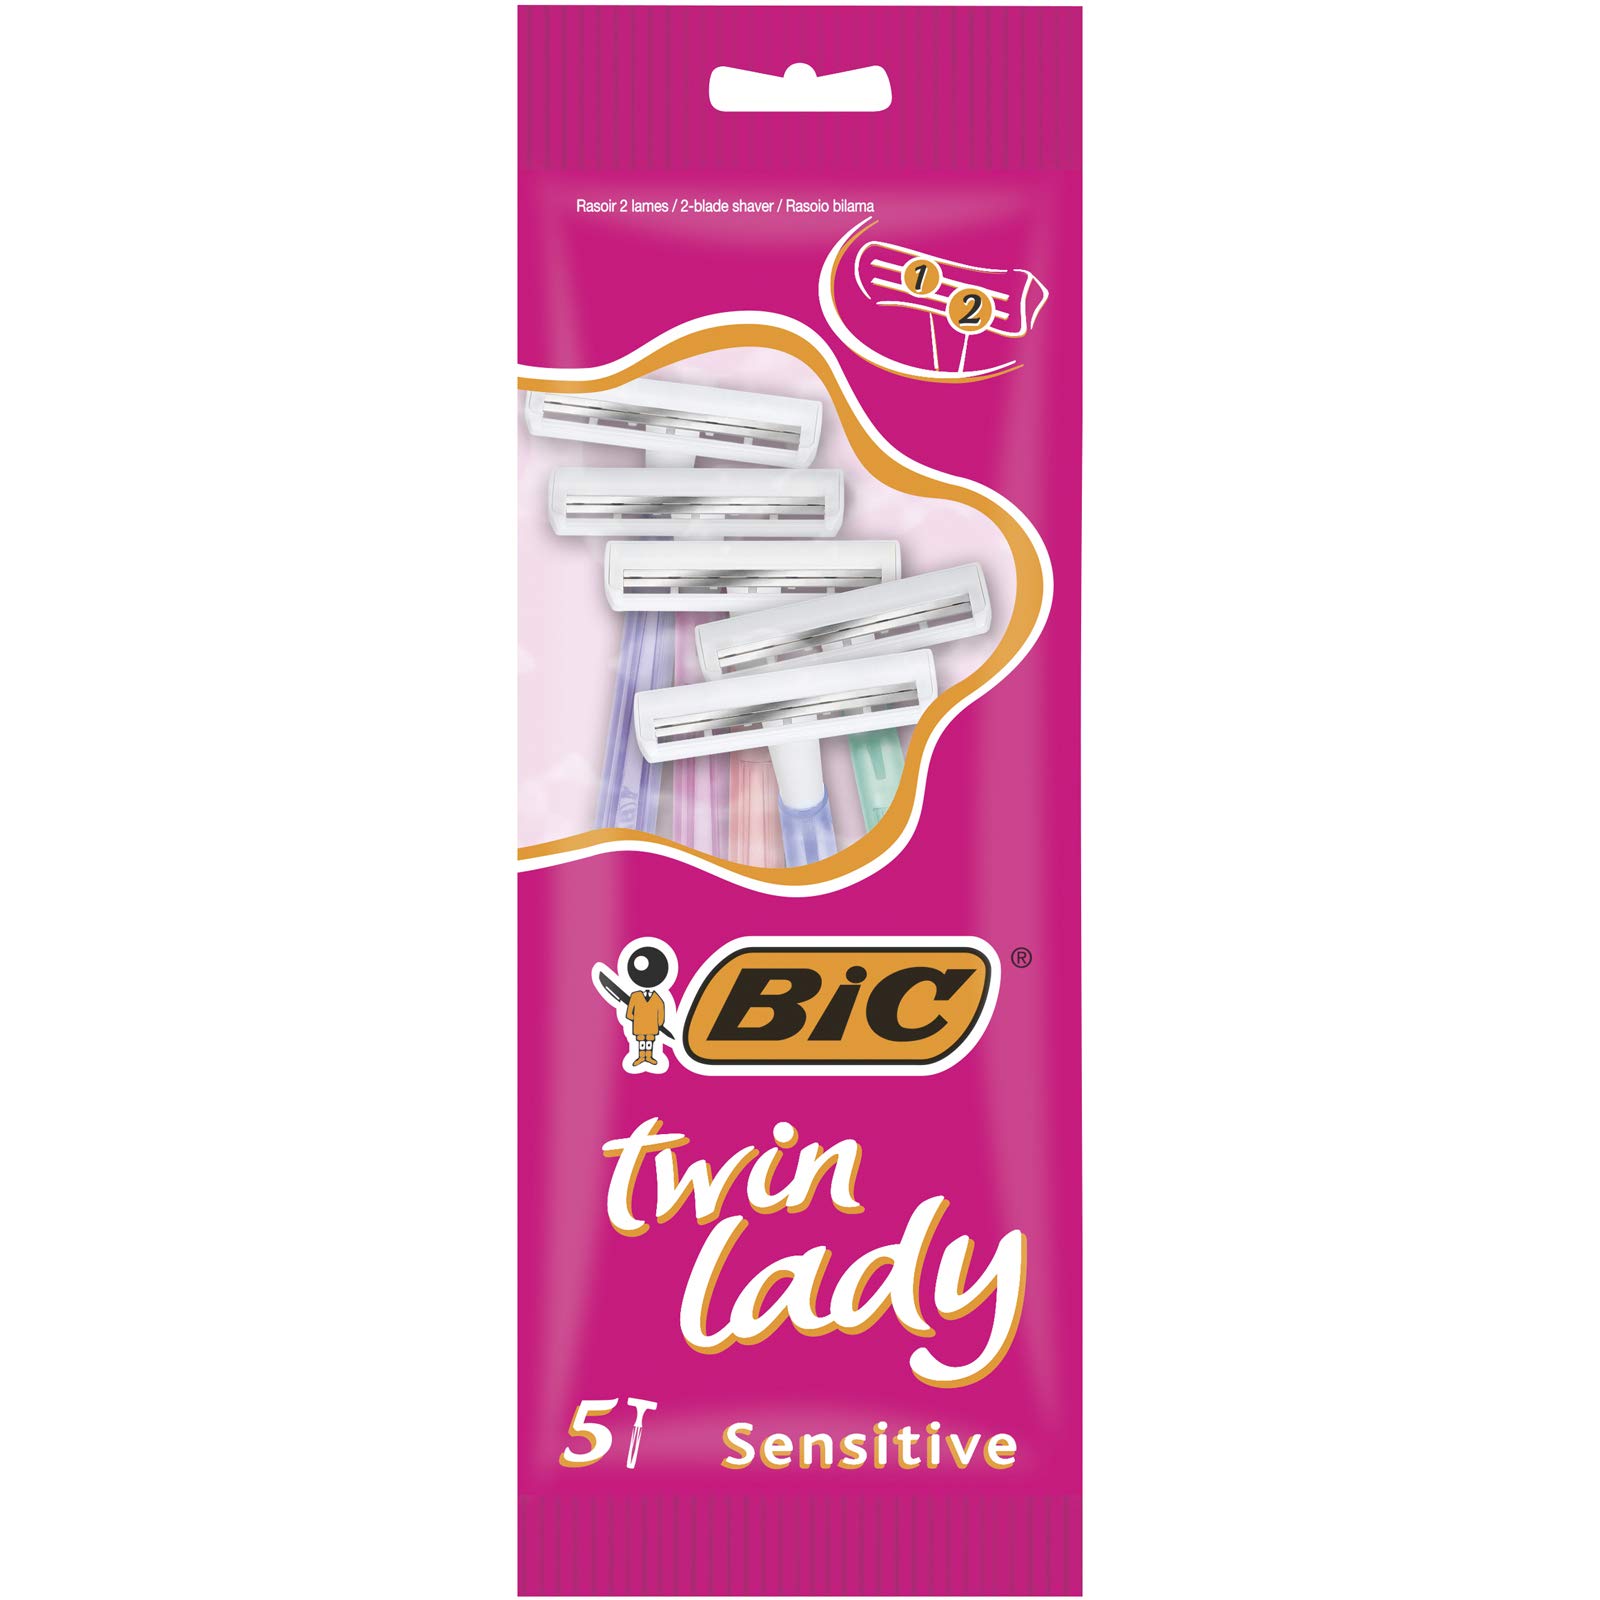 Rasoir 2 lames / 2-blade shaver / Rasoio bilama
1
2
BiC ®
twin
lady
5 Sensitive